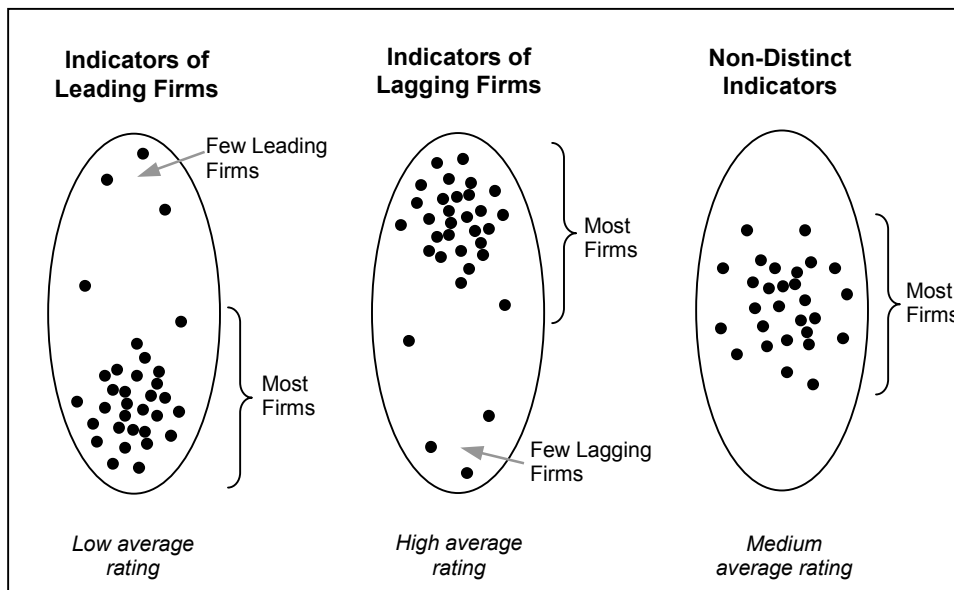 Indicators of
Leading Firms
Few Leading
Firms
Most
Firms
Low average
rating
Indicators of
Lagging Firms
Most
Firms
Few Lagging
Firms
High average
rating
Non-Distinct
Indicators
Most
Firms
Medium
average rating